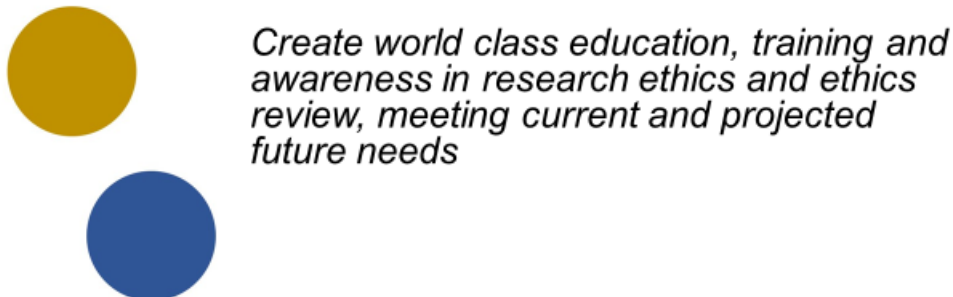 Create world class education, training and
awareness in research ethics and ethics
review, meeting current and projected
future needs